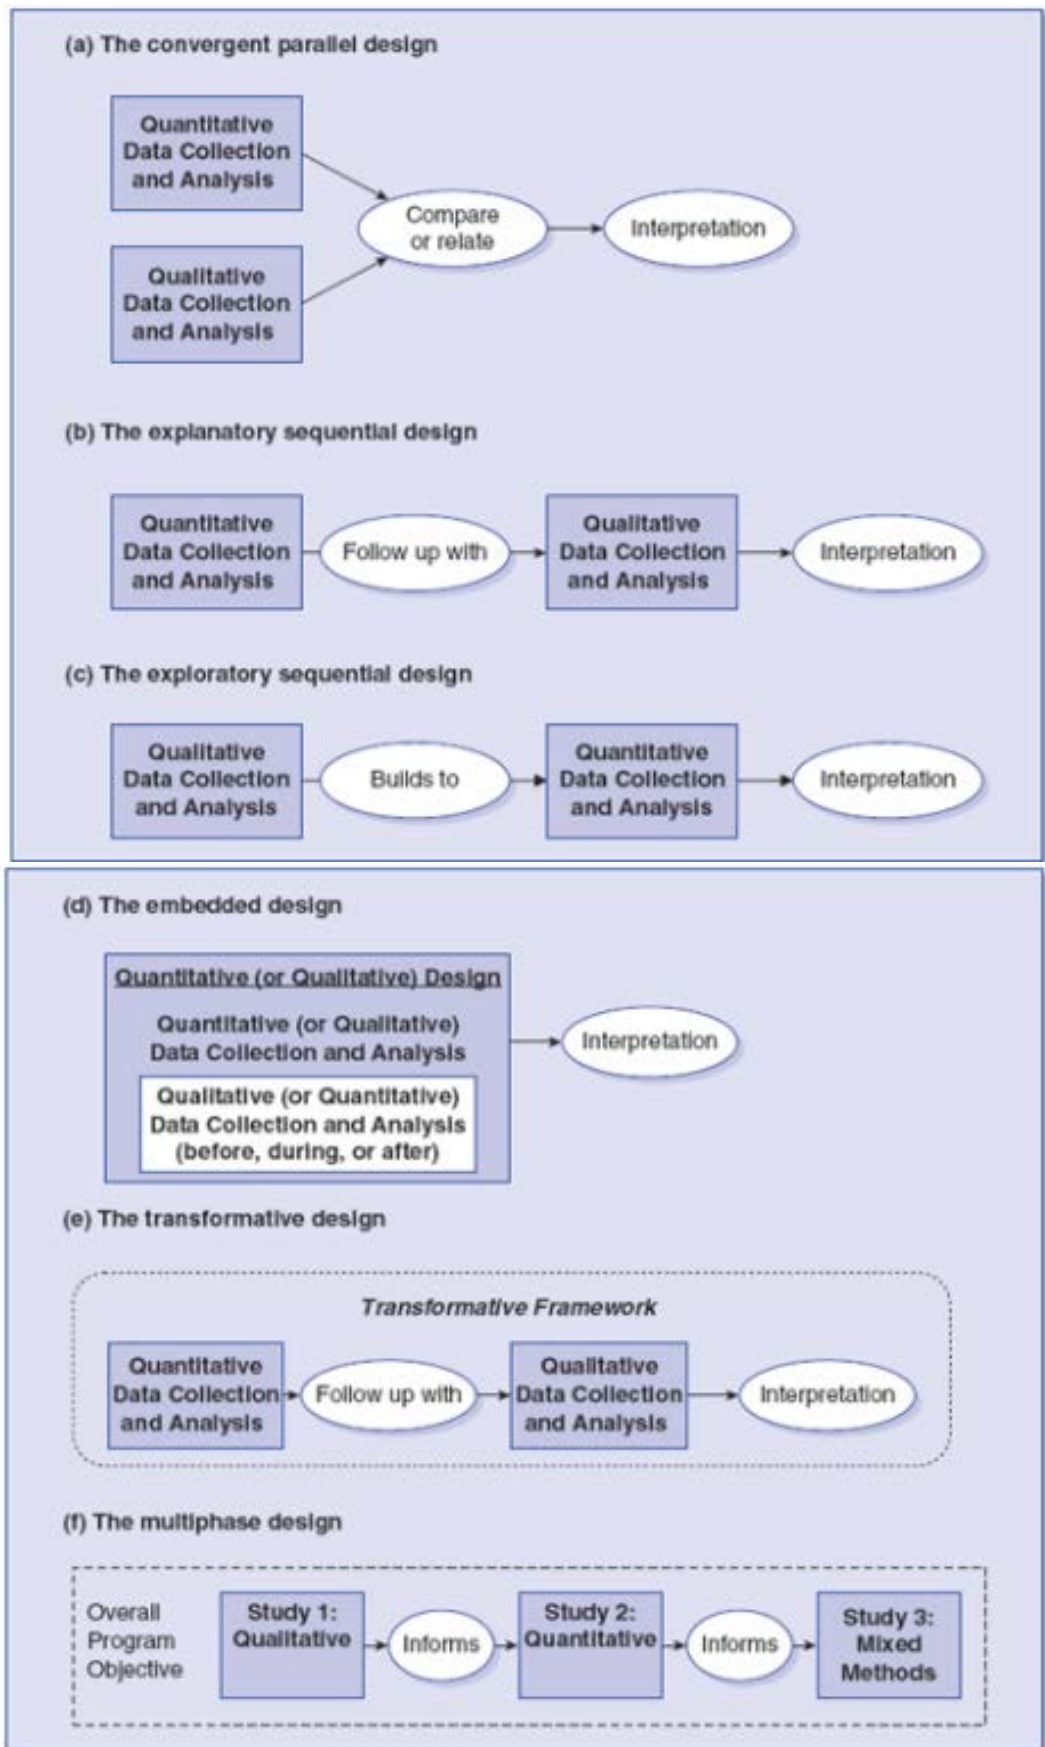 (a) The convergent parallel design
Quantitative
Data Collection
and Analysis
Compare
or relate
Interpretation
Qualitative
Data Collection
and Analysis
(b) The explanatory sequential design
Quantitative
Data Collection
and Analysis
Follow up with
Qualitative
Data Collection
and Analysis
Interpretation
(c) The exploratory sequential design
Qualitative
Data Collection
and Analysis
Builds to
Quantitative
Data Collection
and Analysis
Interpretation
(d) The embedded design
Quantitative (or Qualitative) Design
Quantitative (or Qualitative)
Data Collection and Analysis
Qualitative (or Quantitative)
Data Collection and Analysis
(before, during, or after)
Interpretation
(e) The transformative design
Transformative Framework
Quantitative
Data Collection
and Analysis
Follow up with
Qualitative
Data Collection
and Analysis
Interpretation
(f) The multiphase design
Overall
Program
Objective
Study 1:
Qualitative
Informs
Study 2:
Quantitative
Informs
Study 3:
Mixed
Methods